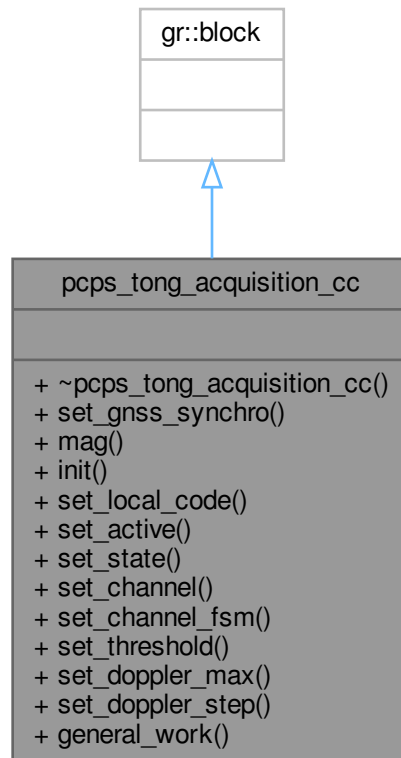 gr::block
pcps_tong_acquisition_cc
+ ~pcps_tong_acquisition_cc()
+ set_gnss_synchro()
+ mag()
+ init()
+ set_local_code()
+ set_active()
+ set_state()
+ set_channel()
+ set_channel_fsm()
+ set_threshold()
+ set_doppler_max()
+ set_doppler_step()
+ general_work()